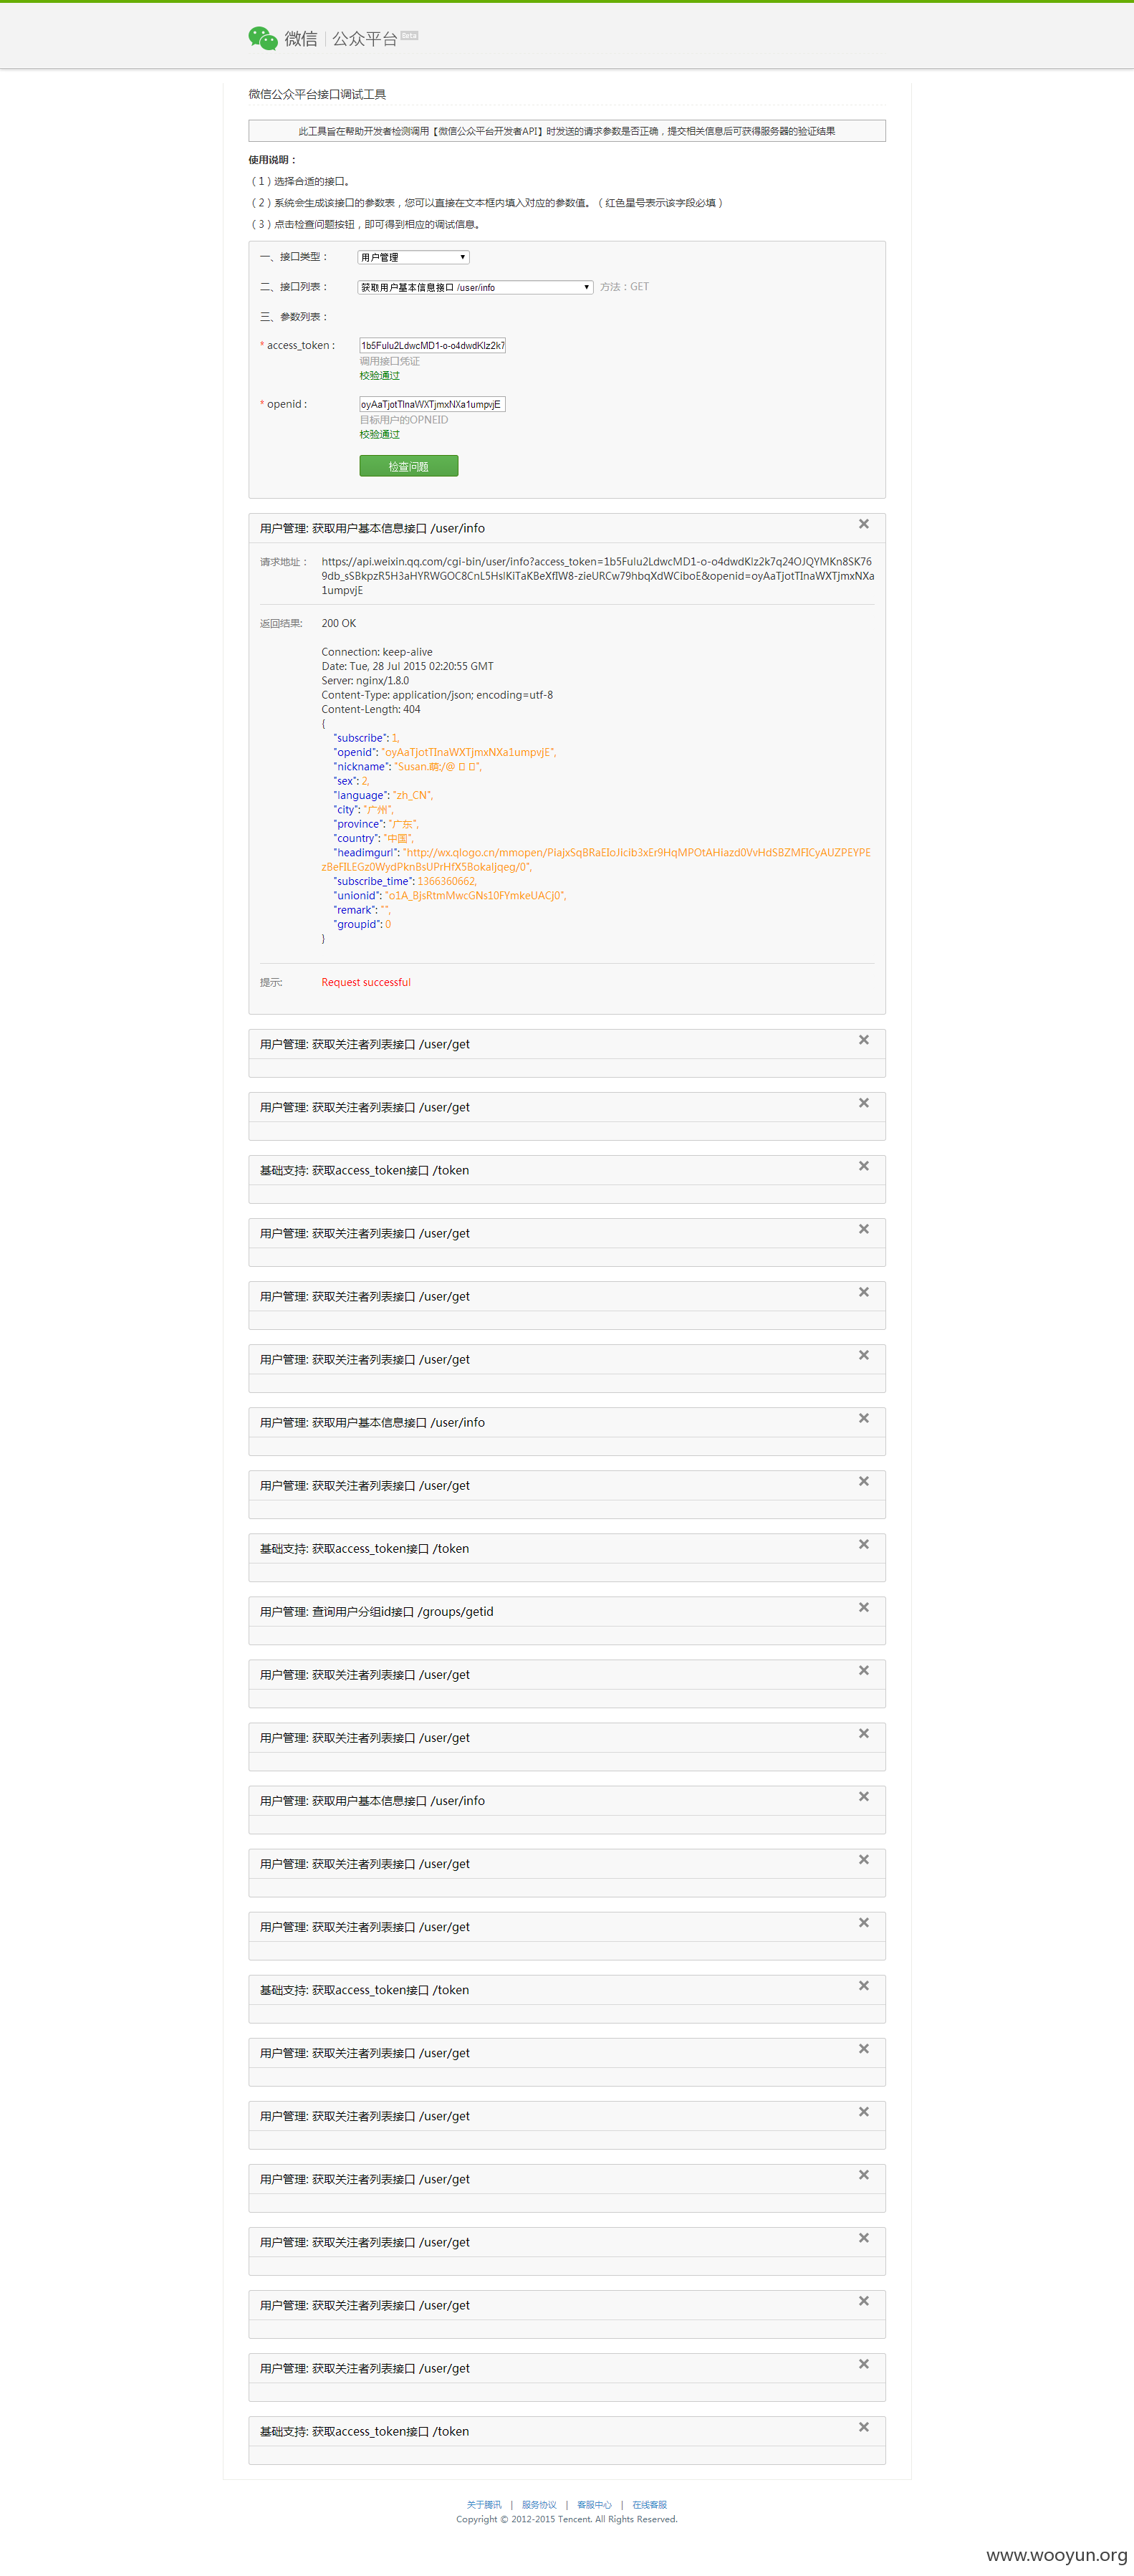 微信 | 公众平台 Beta
微信公众平台接口调试工具
此工具旨在帮助开发者检测调用【微信公众平台开发者API】时发送的请求参数是否正确，提交相关信息后可获得服务器的验证结果
使用说明：
（1）选择合适的接口。
（2）系统会生成该接口的参数表，您可以直接在文本框内填入对应的参数值。（红色星号表示该字段必填）
（3）点击检查问题按钮，即可得到相应的调试信息。
一、接口类型： 用户管理
二、接口列表： 获取用户基本信息接口 /user/info 方法：GET
三、参数列表：
* access_token： 1b5Fulu2LdwcMD1-o-o4dwdKlz2k7
调用接口凭证
校验通过
* openid： oyAaTjotTInaWXTjmxNXa1umpvjE
目标用户的OPNEID
校验通过
检查问题
用户管理: 获取用户基本信息接口 /user/info
请求地址： https://api.weixin.qq.com/cgi-bin/user/info?access_token=1b5Fulu2LdwcMD1-o-o4dwdKlz2k7q24OJQYMKn8SK76
9db_sSBkpzR5H3aHYRWGOC8CnL5HslKiTaKBeXfIW8-zieURCw79hbqXdWCiboE&openid=oyAaTjotTInaWXTjmxNXa
1umpvjE
返回结果: 200 OK
Connection: keep-alive
Date: Tue, 28 Jul 2015 02:20:55 GMT
Server: nginx/1.8.0
Content-Type: application/json; encoding=utf-8
Content-Length: 404
{
"subscribe": 1,
"openid": "oyAaTjotTInaWXTjmxNXa1umpvjE",
"nickname": "Susan.萌:/@ 口 口",
"sex": 2,
"language": "zh_CN",
"city": "广州",
"province": "广东",
"country": "中国",
"headimgurl": "http://wx.qlogo.cn/mmopen/PiajxSqBRaEIoJicib3xEr9HqMPOtAHiazd0VvHdSBZMFICyAUZPEYPE
zBeFILEGz0WydPknBsUPrHfX5Bokaljqeg/0",
"subscribe_time": 1366360662,
"unionid": "o1A_BjsRtmMwcGNs10FYmkeUACj0",
"remark": "",
"groupid": 0
}
提示: Request successful
用户管理: 获取关注者列表接口 /user/get
用户管理: 获取关注者列表接口 /user/get
基础支持: 获取access_token接口 /token
用户管理: 获取关注者列表接口 /user/get
用户管理: 获取关注者列表接口 /user/get
用户管理: 获取关注者列表接口 /user/get
用户管理: 获取用户基本信息接口 /user/info
用户管理: 获取关注者列表接口 /user/get
基础支持: 获取access_token接口 /token
用户管理: 查询用户分组id接口 /groups/getid
用户管理: 获取关注者列表接口 /user/get
用户管理: 获取关注者列表接口 /user/get
用户管理: 获取用户基本信息接口 /user/info
用户管理: 获取关注者列表接口 /user/get
用户管理: 获取关注者列表接口 /user/get
基础支持: 获取access_token接口 /token
用户管理: 获取关注者列表接口 /user/get
用户管理: 获取关注者列表接口 /user/get
用户管理: 获取关注者列表接口 /user/get
用户管理: 获取关注者列表接口 /user/get
用户管理: 获取关注者列表接口 /user/get
用户管理: 获取关注者列表接口 /user/get
基础支持: 获取access_token接口 /token
关于腾讯 | 服务协议 | 客服中心 | 在线客服
Copyright © 2012-2015 Tencent. All Rights Reserved.
www.wooyun.org